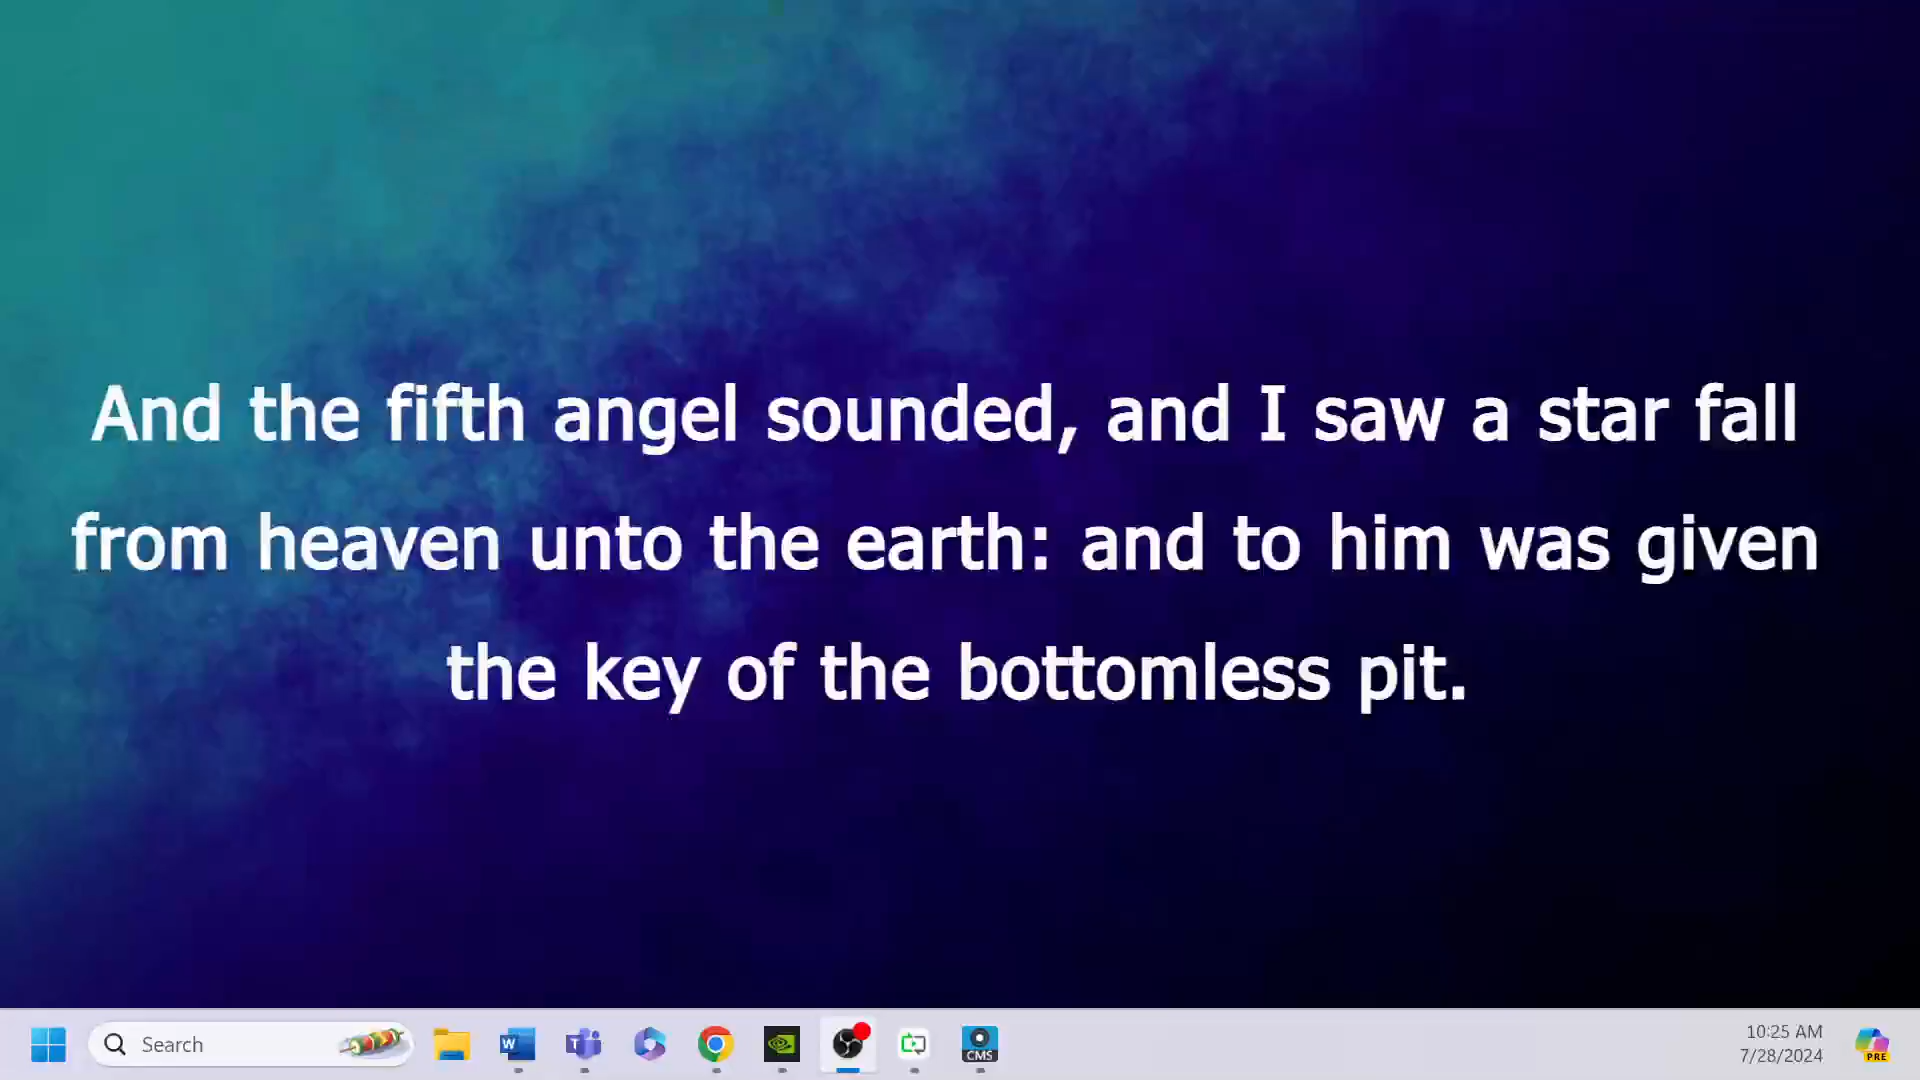 And the fifth angel sounded, and I saw a star fall
from heaven unto the earth: and to him was given
the key of the bottomless pit.
Search
W
T
CMS
10:25 AM
7/28/2024
PRE